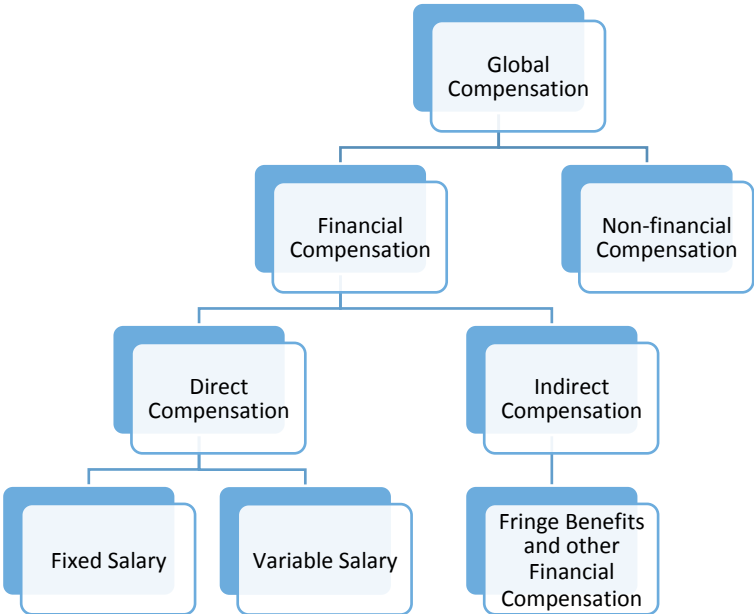 Global
Compensation
Financial
Compensation
Non-financial
Compensation
Direct
Compensation
Indirect
Compensation
Fixed Salary
Variable Salary
Fringe Benefits
and other
Financial
Compensation